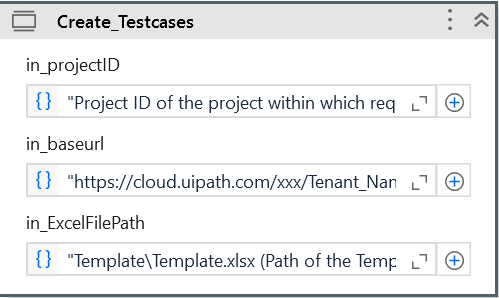 Create_Testcases
in_projectID
{} "Project ID of the project within which req
in_baseurl
{} "https://cloud.uipath.com/xxx/Tenant_Nan
in_ExcelFilePath
{} "Template\Template.xlsx (Path of the Temp